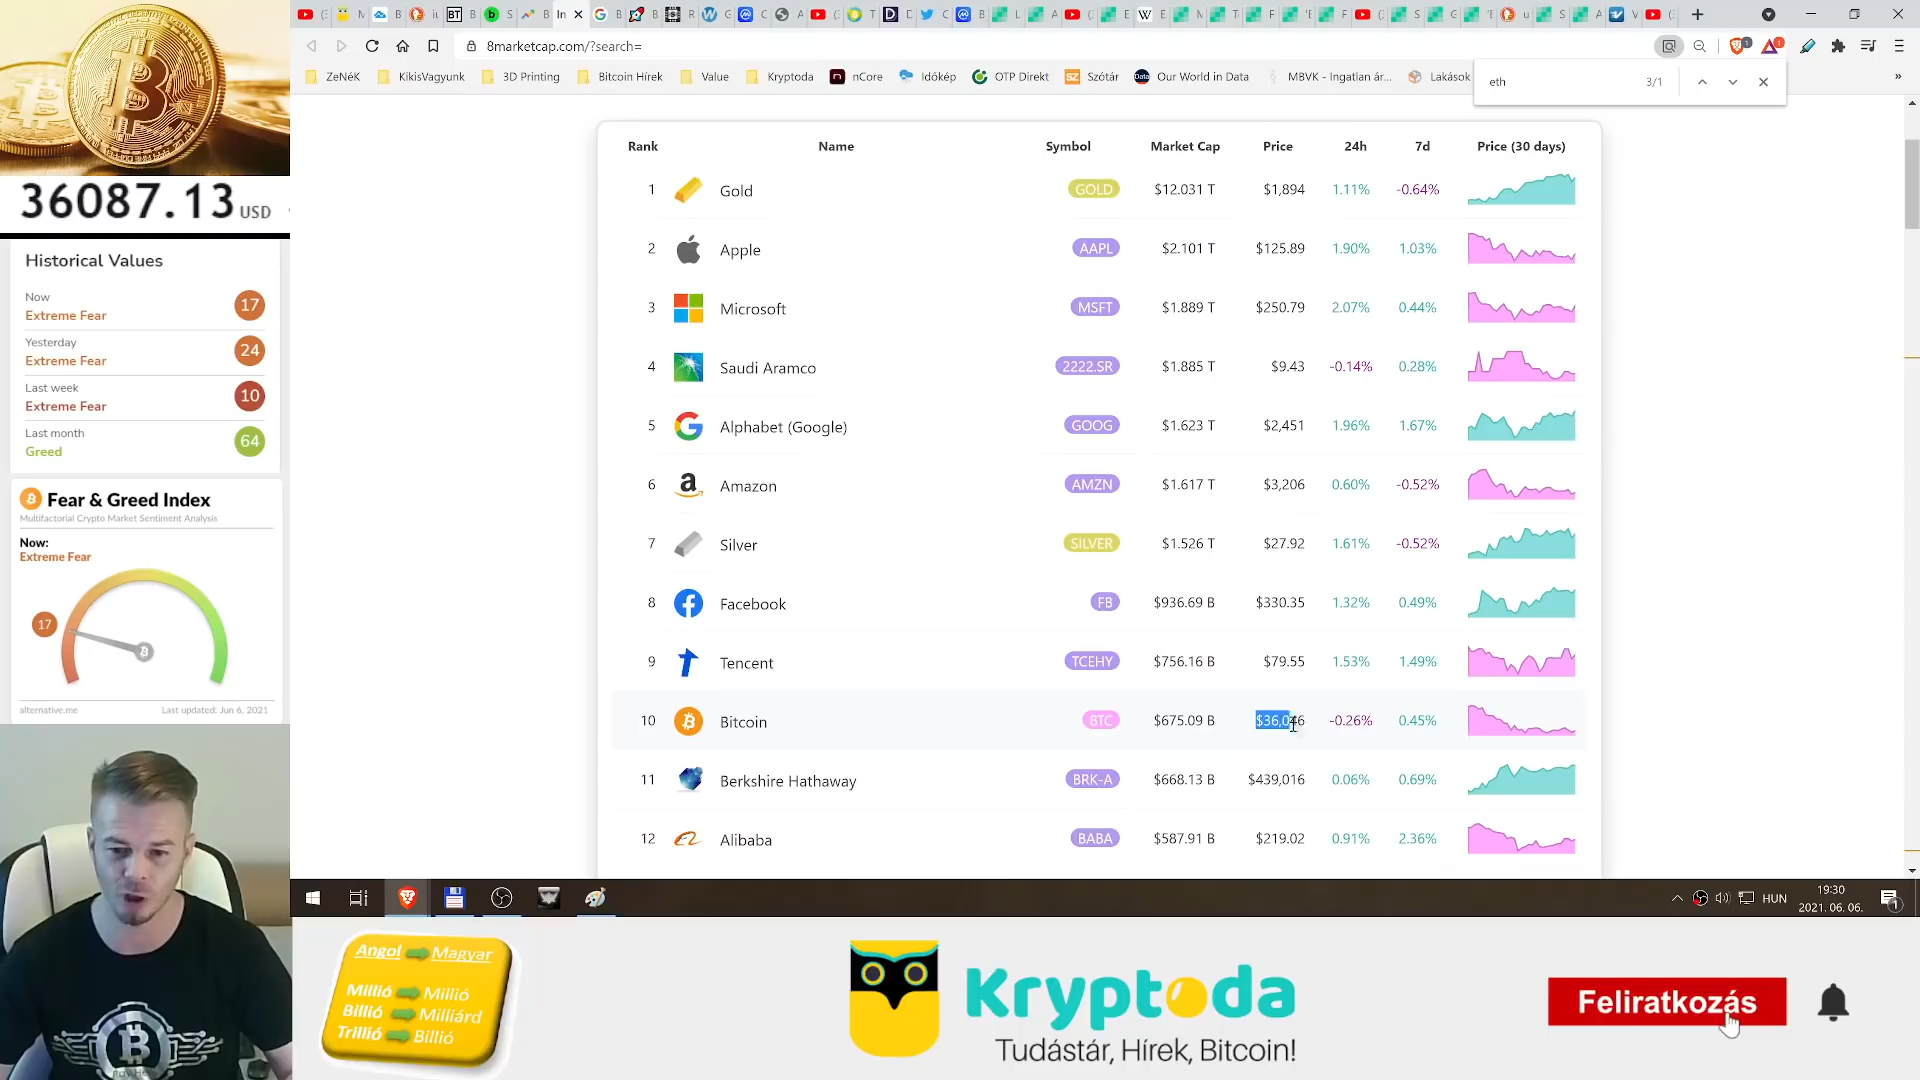 36087.13 USD
Historical Values
Now
Extreme Fear
17
Yesterday
Extreme Fear
24
Last week
Extreme Fear
10
Last month
Greed
64
Fear & Greed Index
Multifactorial Crypto Market Sentiment Analysis
Now:
Extreme Fear
17
alternative.me
Last updated: Jun 6, 2021
8marketcap.com/?search=
ZeNéK
KikisVagyunk
3D Printing
Bitcoin Hírek
Value
Kryptoda
nCore
Időkép
OTP Direkt
Szótár
Our World in Data
MBVK - Ingatlan ár...
Lakások
eth
3/1
Rank Name Symbol Market Cap Price 24h 7d Price (30 days)
1 Gold GOLD $12.031 T $1,894 1.11% -0.64%
2 Apple AAPL $2.101 T $125.89 1.90% 1.03%
3 Microsoft MSFT $1.889 T $250.79 2.07% 0.44%
4 Saudi Aramco 2222.SR $1.885 T $9.43 -0.14% 0.28%
5 Alphabet (Google) GOOG $1.623 T $2,451 1.96% 1.67%
6 Amazon AMZN $1.617 T $3,206 0.60% -0.52%
7 Silver SILVER $1.526 T $27.92 1.61% -0.52%
8 Facebook FB $936.69 B $330.35 1.32% 0.49%
9 Tencent TCEHY $756.16 B $79.55 1.53% 1.49%
10 Bitcoin BTC $675.09 B -0.26% 0.45%
11 Berkshire Hathaway BRK-A $668.13 B $439,016 0.06% 0.69%
12 Alibaba BABA $587.91 B $219.02 0.91% 2.36%
HUN
19:30
2021. 06. 06.
Angol Magyar
Millió Millió
Billió Milliárd
Trillió Billió
Kryptoda
Tudástár, Hírek, Bitcoin!
Feliratkozás